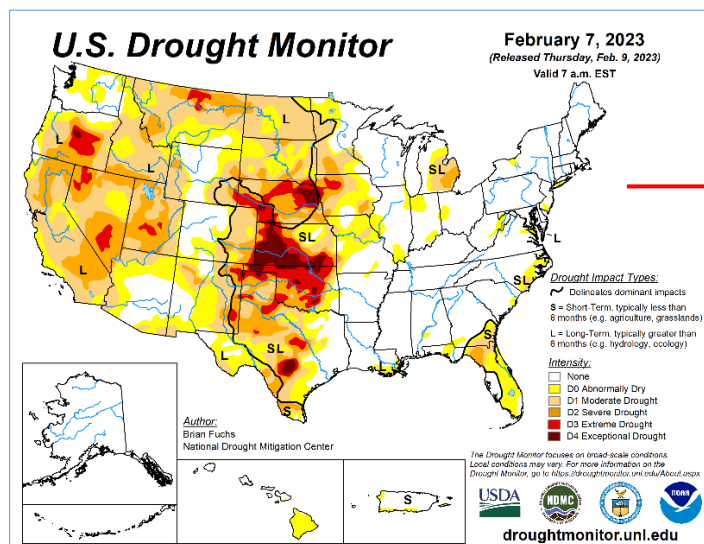 U.S. Drought Monitor
February 7, 2023
(Released Thursday, Feb. 9, 2023)
Valid 7 a.m. EST
L
L
SL
L
L
SL
L
L
SL
SL
S
L
L
S
Drought Impact Types:
Delineates dominant impacts
S = Short-Term, typically less than
6 months (e.g. agriculture, grasslands)
L = Long-Term, typically greater than
6 months (e.g. hydrology, ecology)
Intensity:
None
D0 Abnormally Dry
D1 Moderate Drought
D2 Severe Drought
D3 Extreme Drought
D4 Exceptional Drought
Author:
Brian Fuchs
National Drought Mitigation Center
S
The Drought Monitor focuses on broad-scale conditions.
Local conditions may vary. For more information on the
Drought Monitor, go to https://droughtmonitor.unl.edu/About.aspx
USDA
NDMC
NOAA
droughtmonitor.unl.edu